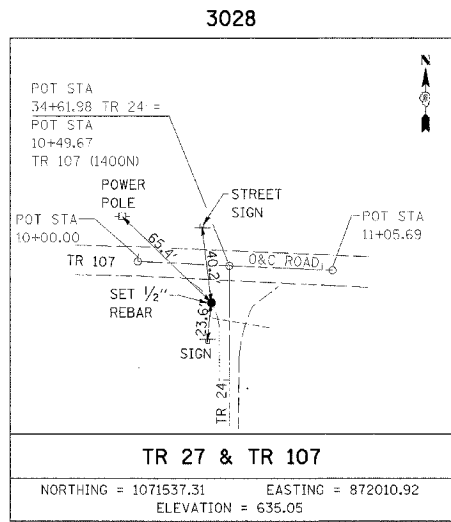 3028
N
POT STA
34+61.98 TR 24 =
POT STA
10+49.67
TR 107 (1400N)
POWER
POLE
STREET
SIGN
POT STA
10+00.00
POT STA
11+05.69
65.4'
40.2'
TR 107
O&C ROAD
SET 1/2"
REBAR
23.6'
SIGN
TR 24
TR 27 & TR 107
NORTHING = 1071537.31 EASTING = 872010.92
ELEVATION = 635.05